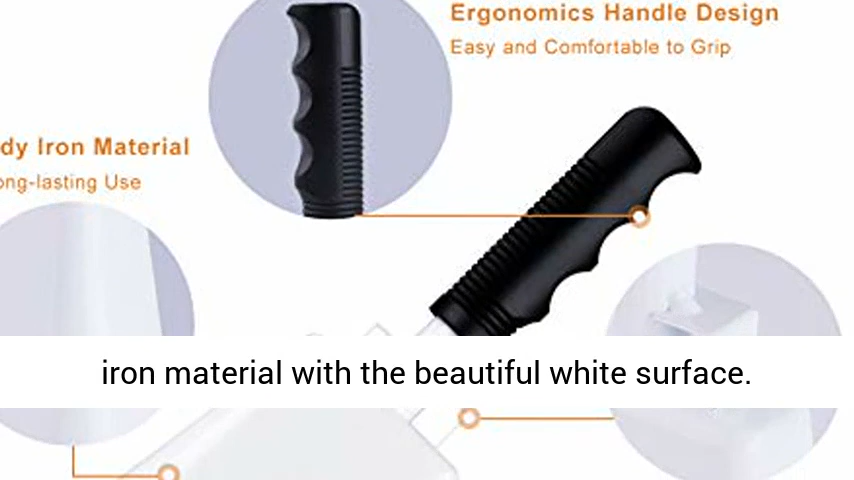 Ergonomics Handle Design
Easy and Comfortable to Grip
dy Iron Material
ong-lasting Use
iron material with the beautiful white surface.